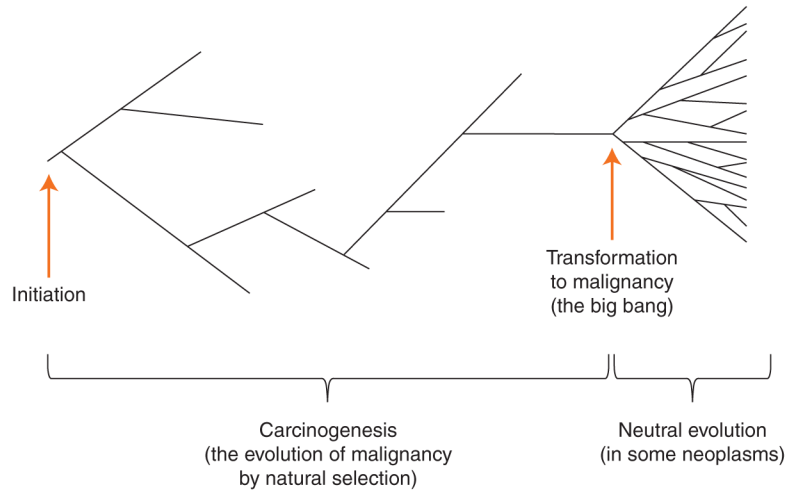 Initiation
Transformation
to malignancy
(the big bang)
Carcinogenesis
(the evolution of malignancy
by natural selection)
Neutral evolution
(in some neoplasms)